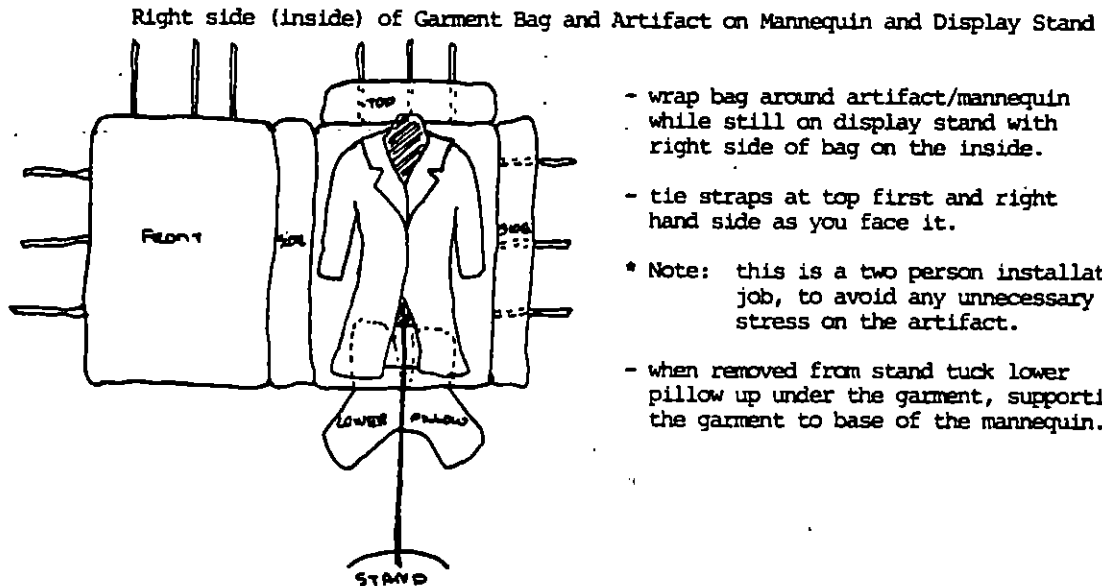 Right side (inside) of Garment Bag and Artifact on Mannequin and Display Stand
TOP
- wrap bag around artifact/mannequin
while still on display stand with
right side of bag on the inside.
- tie straps at top first and right
hand side as you face it.
FRONT
SIDE
SIDE
* Note: this is a two person installat
job, to avoid any unnecessary
stress on the artifact.
- when removed from stand tuck lower
pillow up under the garment, supporti
the garment to base of the mannequin.
LOWER PILLOW
STAND